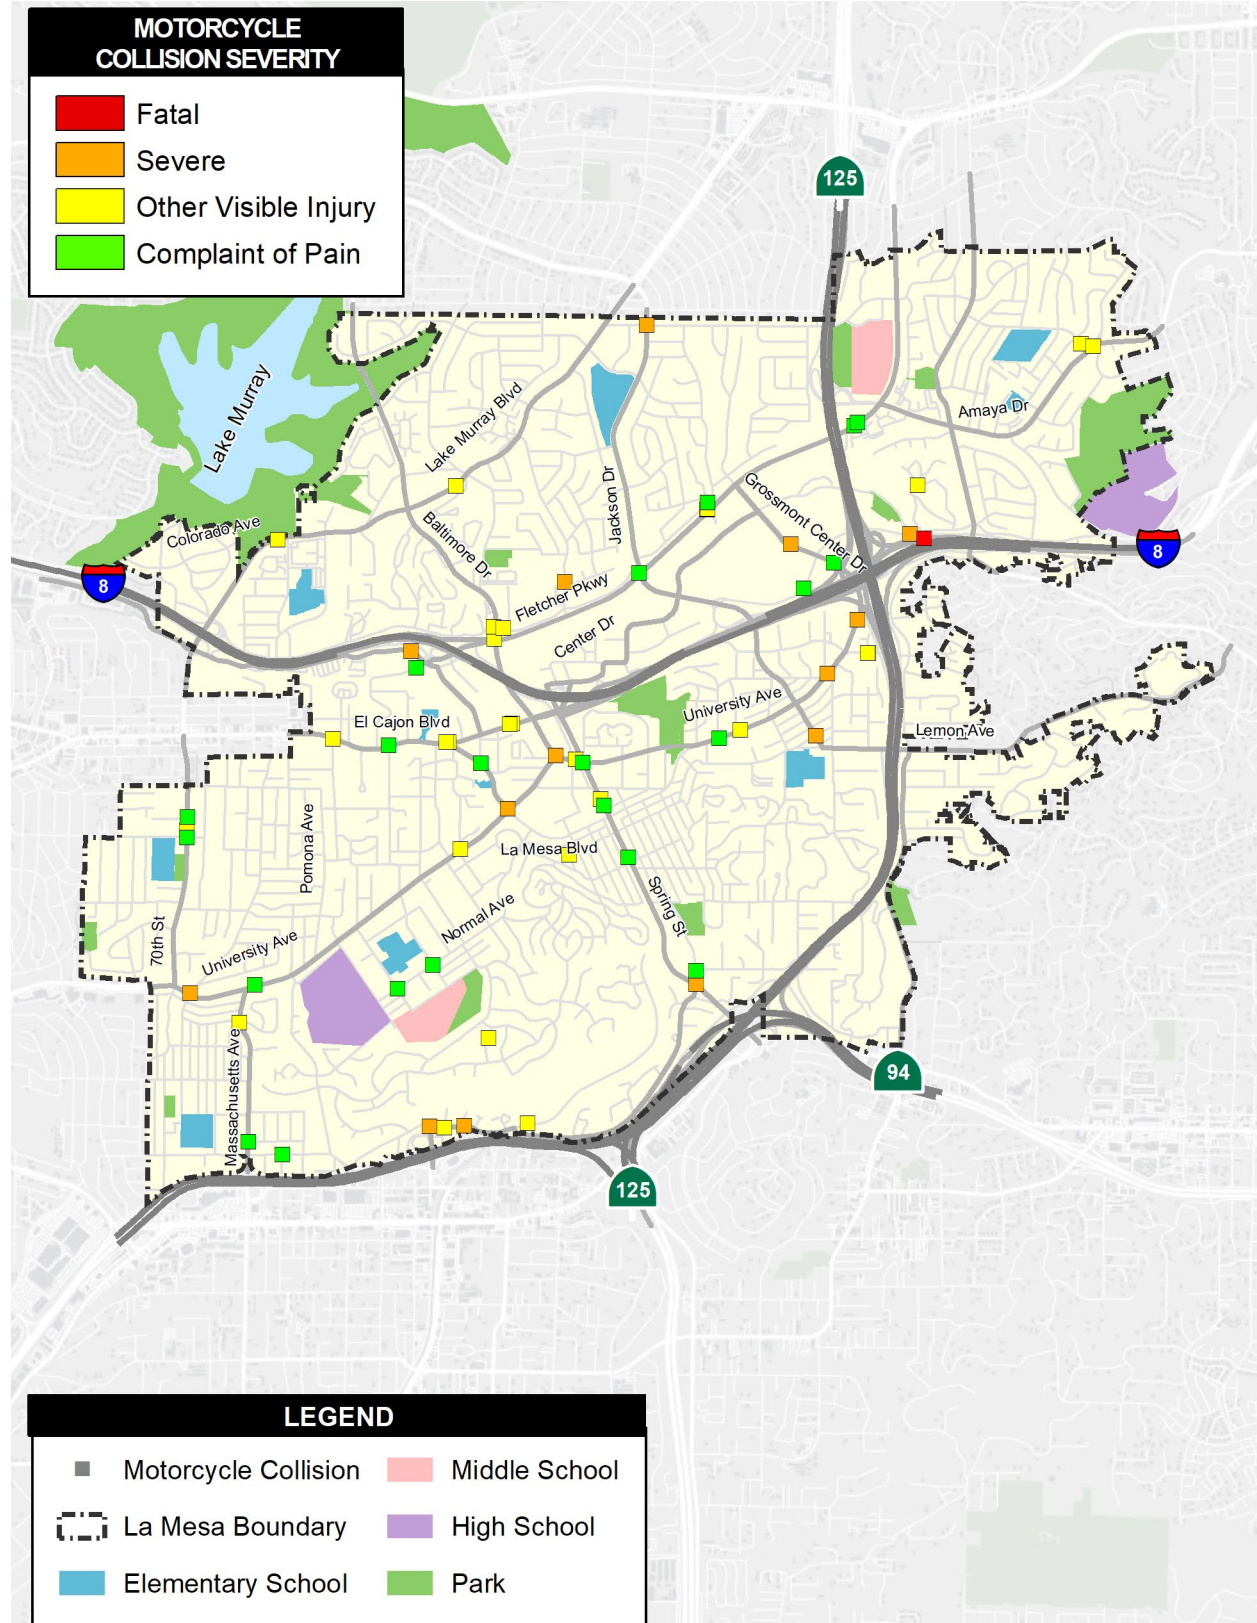 MOTORCYCLE
COLLISION SEVERITY
Fatal
Severe
Other Visible Injury
Complaint of Pain
125
Lake Murray
Lake Murray Blvd
Amaya Dr
Jackson Dr
Grossmont Center Dr
Colorado Ave
Baltimore Dr
8
8
Fletcher Pkwy
Center Dr
University Ave
El Cajon Blvd
Lemon Ave
Pomona Ave
La Mesa Blvd
Spring St
Normal Ave
70th St
University Ave
Massachusetts Ave
94
125
LEGEND
Motorcycle Collision
Middle School
La Mesa Boundary
High School
Elementary School
Park